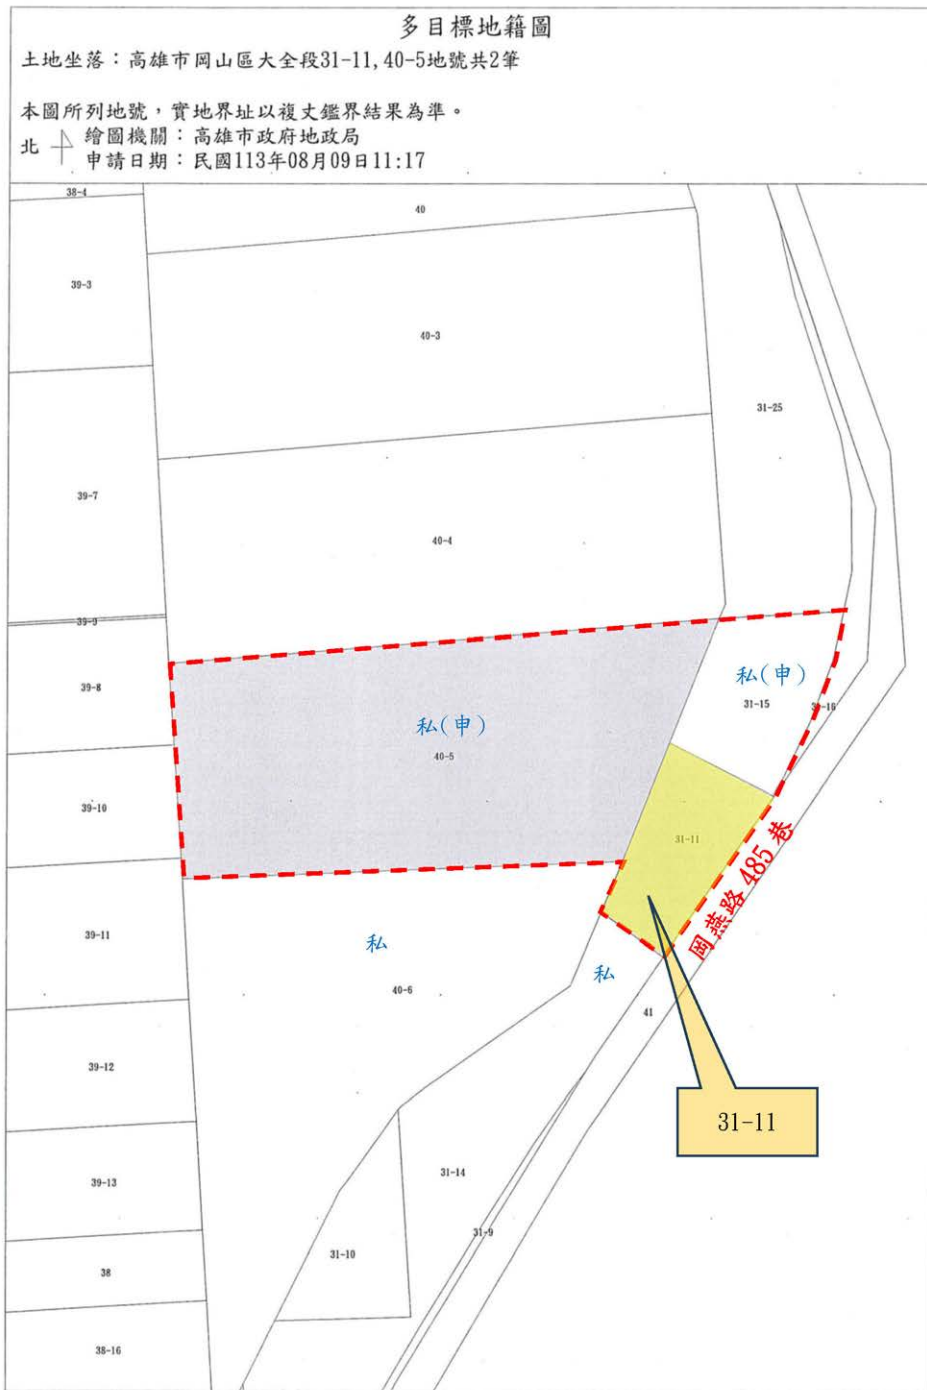 多目標地籍圖
土地坐落：高雄市岡山區大全段31-11,40-5地號共2筆
本圖所列地號，實地界址以複丈鑑界結果為準。
北
繪圖機關：高雄市政府地政局
申請日期：民國113年08月09日11:17
38-4
40
39-3
40-3
31-25
39-7
40-4
39-9
39-8
私(申)
31-15
31-16
私(申)
40-5
39-10
31-11
岡燕路 485 巷
39-11
私
私
40-6
41
39-12
31-11
31-14
39-13
31-9
31-10
38
38-16